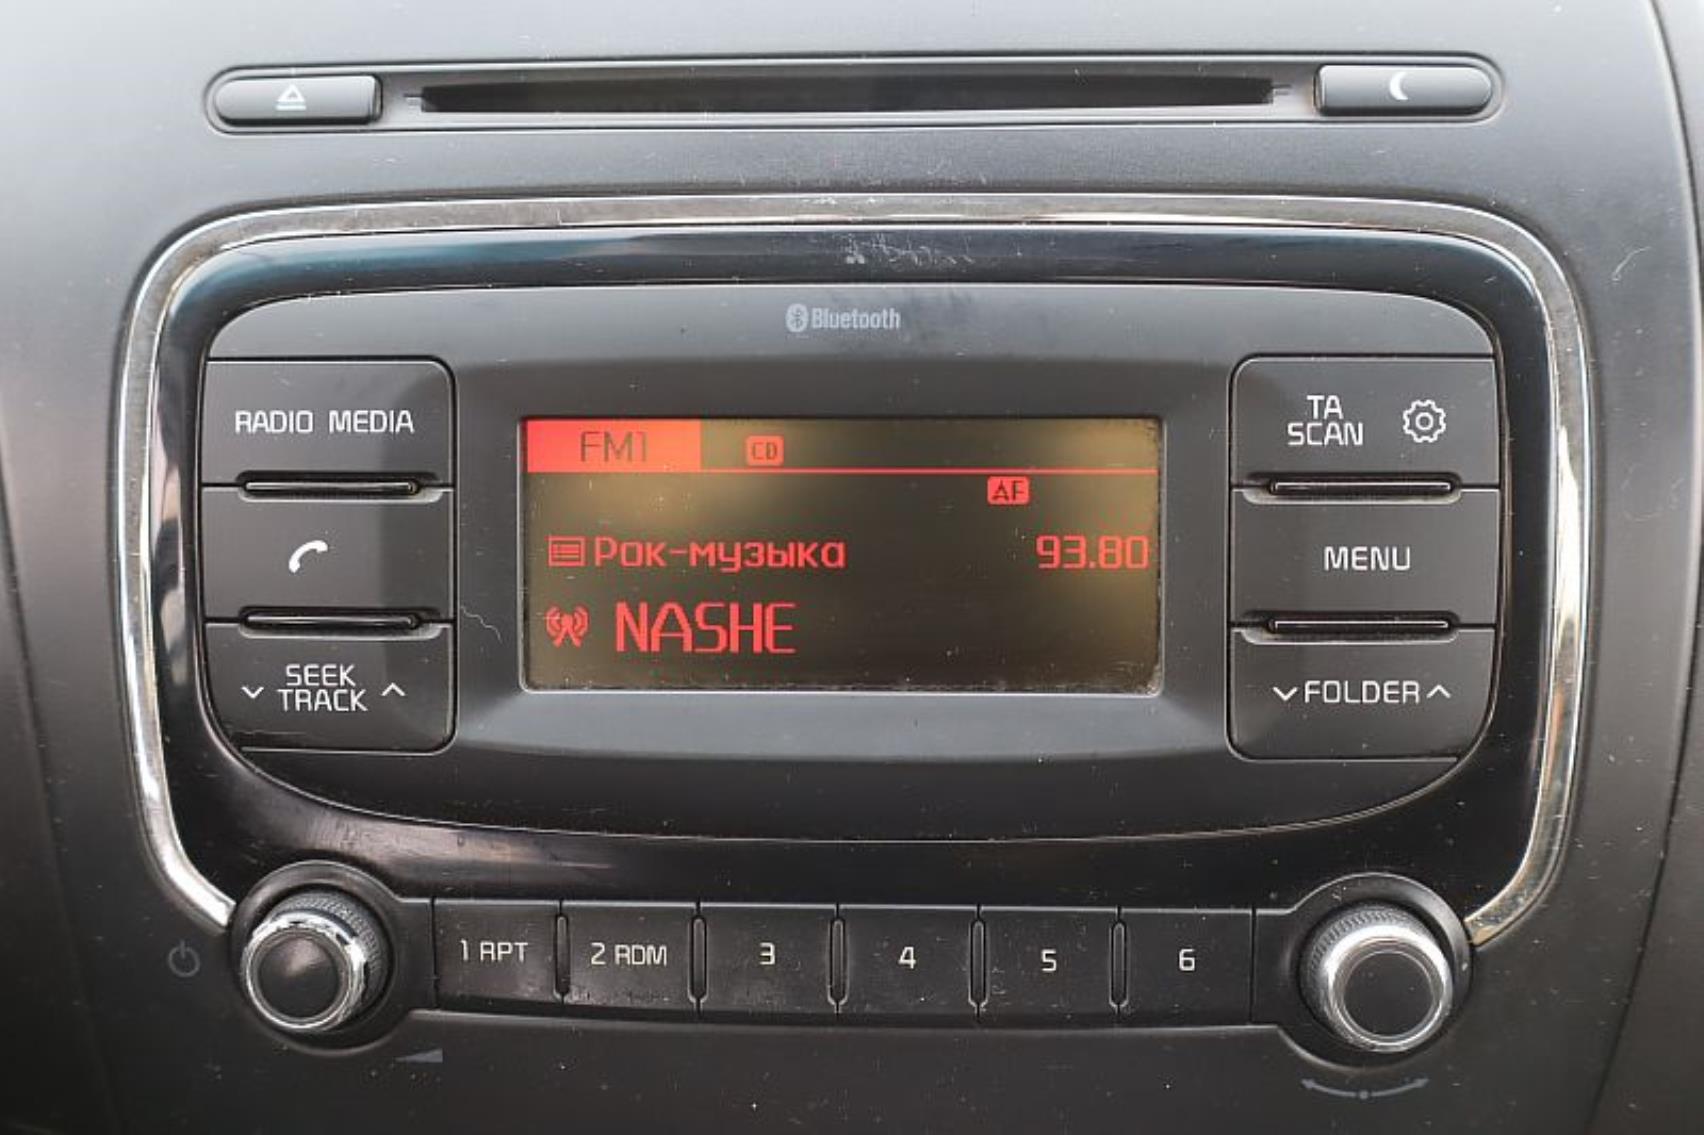 Bluetooth
RADIO MEDIA
SEEK
TRACK
FM1 CD
AF
Рок-музыка 93.80
NASHE
TA
SCAN
MENU
FOLDER
1 RPT 2 RDM 3 4 5 6